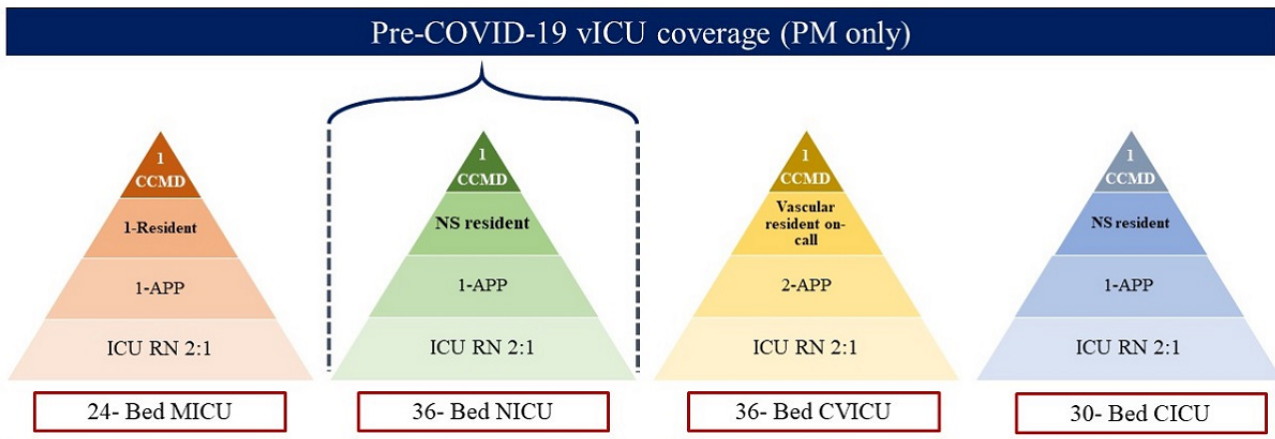 Pre-COVID-19 vICU coverage (PM only)
1
CCMD
1-Resident
1-APP
ICU RN 2:1
24- Bed MICU
1
CCMD
NS resident
1-APP
ICU RN 2:1
36- Bed NICU
1
CCMD
Vascular
resident on-
call
2-APP
ICU RN 2:1
36- Bed CVICU
1
CCMD
NS resident
1-APP
ICU RN 2:1
30- Bed CICU